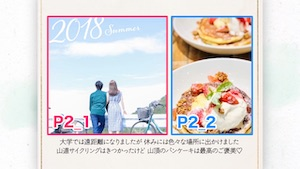 2018 Summer
P2_1
P2_2
大学では遠距離になりましたが 休みには色々な場所に出かけました
山道サイクリングはきつかったけど 山頂のパンケーキは最高のご褒美♡